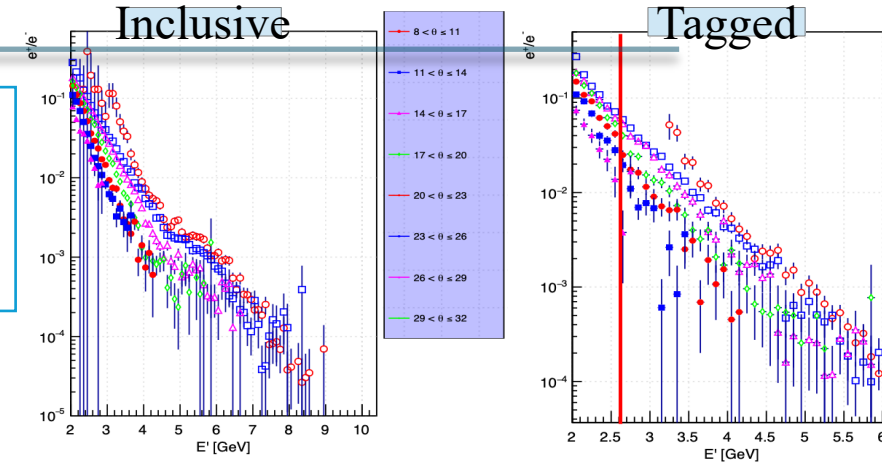 Inclusive
Tagged
e⁺/e⁻
10⁻¹
10⁻²
10⁻³
10⁻⁴
10⁻⁵
2 3 4 5 6 7 8 9 10
E' [GeV]
8 < θ ≤ 11
11 < θ ≤ 14
14 < θ ≤ 17
17 < θ ≤ 20
20 < θ ≤ 23
23 < θ ≤ 26
26 < θ ≤ 29
29 < θ ≤ 32
e⁺/e⁻
10⁻¹
10⁻²
10⁻³
10⁻⁴
2 2.5 3 3.5 4 4.5 5 5.5 6
E' [GeV]